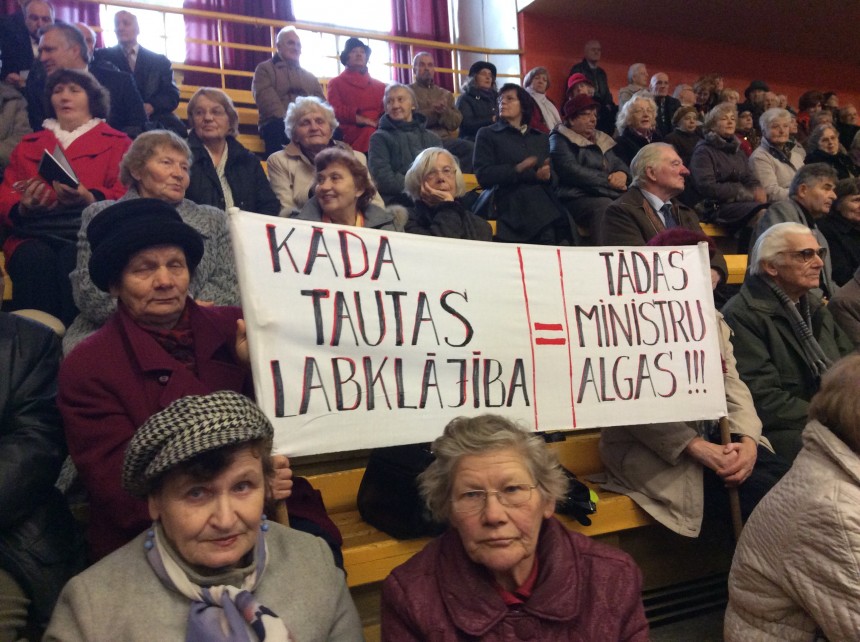 KĀDA
TAUTAS
LABKLĀJĪBA
=
TĀDAS
MINISTRU
ALGAS!!!